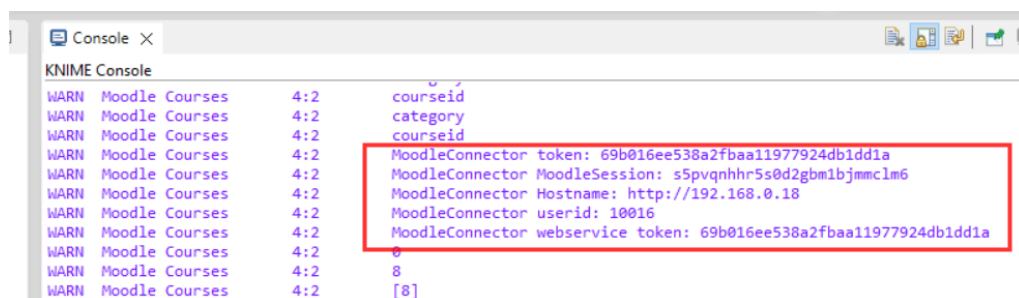 Console
KNIME Console
WARN Moodle Courses 4:2 courseid
WARN Moodle Courses 4:2 category
WARN Moodle Courses 4:2 courseid
WARN Moodle Courses 4:2 MoodleConnector token: 69b016ee538a2fbaa11977924db1dd1a
WARN Moodle Courses 4:2 MoodleConnector MoodleSession: s5pvqnhhr5s0d2gbm1bjmmclm6
WARN Moodle Courses 4:2 MoodleConnector Hostname: http://192.168.0.18
WARN Moodle Courses 4:2 MoodleConnector userid: 10016
WARN Moodle Courses 4:2 MoodleConnector webservice token: 69b016ee538a2fbaa11977924db1dd1a
WARN Moodle Courses 4:2 0
WARN Moodle Courses 4:2 8
WARN Moodle Courses 4:2 [8]